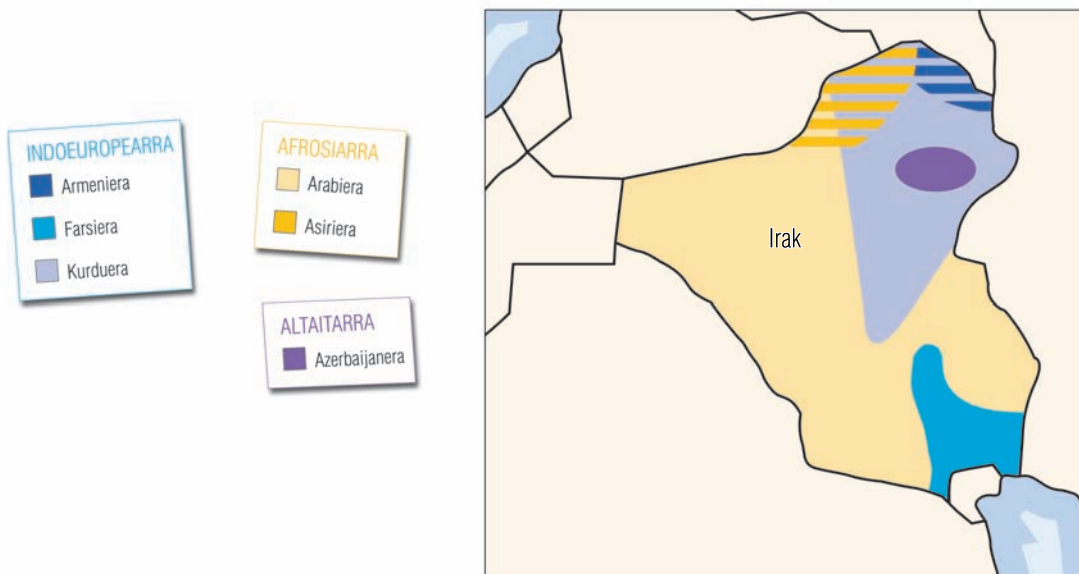 INDOEUROPEARRA
Armeniera
Farsiera
Kurduera
AFROSIARRA
Arabiera
Asiriera
ALTAITARRA
Azerbaijanera
Irak